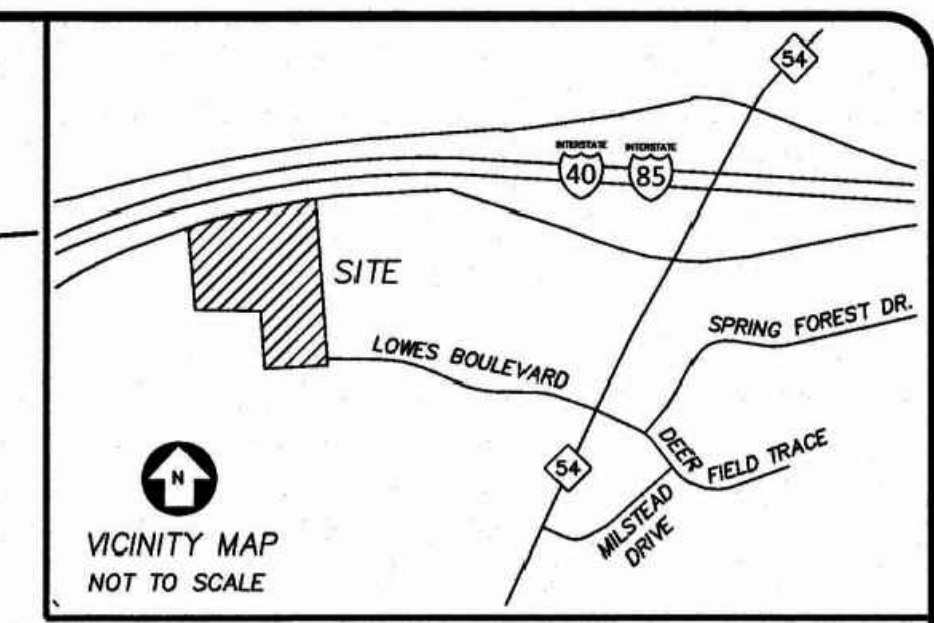 54
INTERSTATE
40
INTERSTATE
85
SITE
SPRING FOREST DR.
LOWES BOULEVARD
DEER FIELD TRACE
54
MILSTEAD
DRIVE
N
VICINITY MAP
NOT TO SCALE